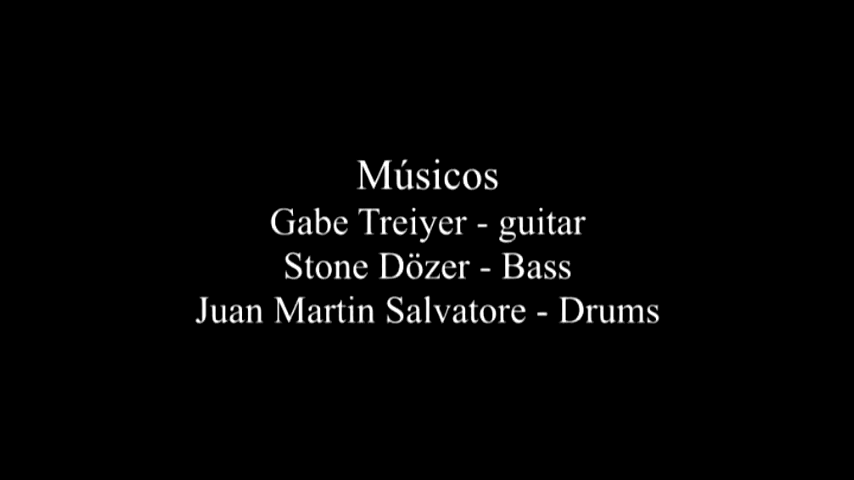 Músicos
Gabe Treiyer - guitar
Stone Dözer - Bass
Juan Martin Salvatore - Drums